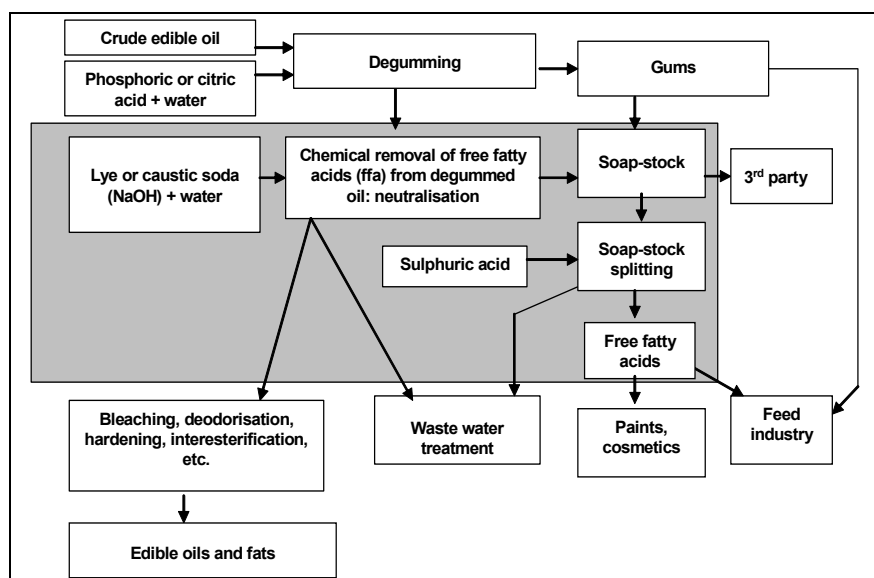 Crude edible oil
Degumming
Gums
Phosphoric or citric
acid + water
Lye or caustic soda
(NaOH) + water
Chemical removal of free fatty
acids (ffa) from degummed
oil: neutralisation
Soap-stock
3rd party
Sulphuric acid
Soap-stock
splitting
Free fatty
acids
Bleaching, deodorisation,
hardening, interesterification,
etc.
Waste water
treatment
Paints,
cosmetics
Feed
industry
Edible oils and fats